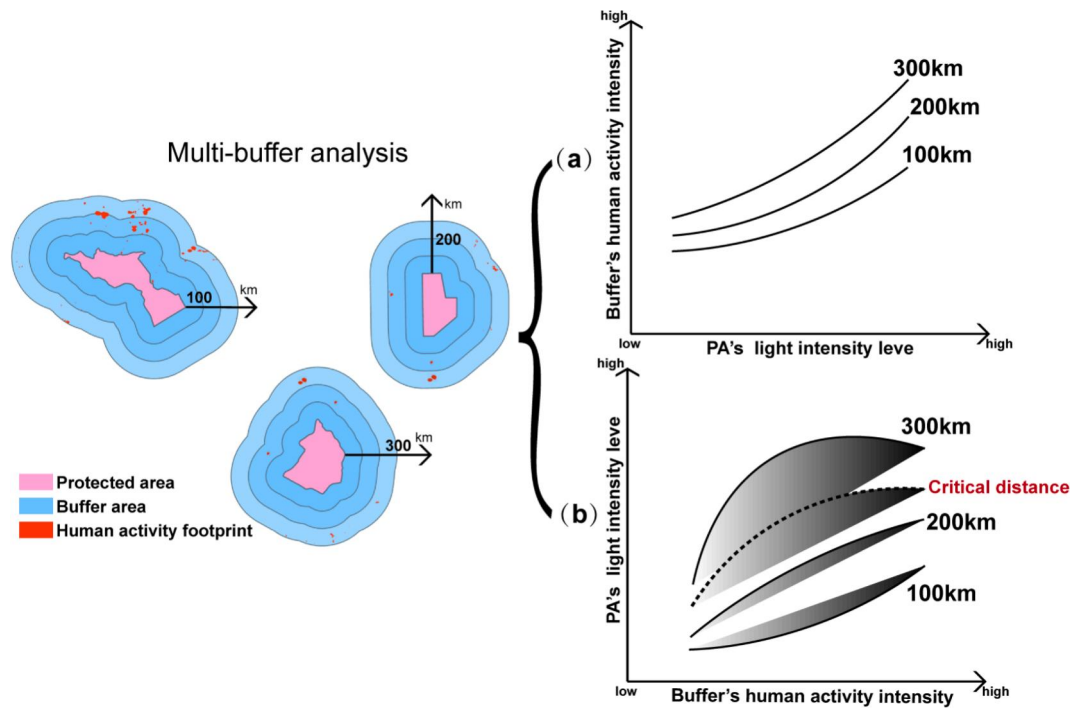 Multi-buffer analysis
km
100
km
200
km
300
Protected area
Buffer area
Human activity footprint
(a)
high
Buffer's human activity intensity
300km
200km
100km
low
PA's light intensity leve
high
(b)
high
PA's light intensity leve
300km
Critical distance
200km
100km
low
Buffer's human activity intensity
high